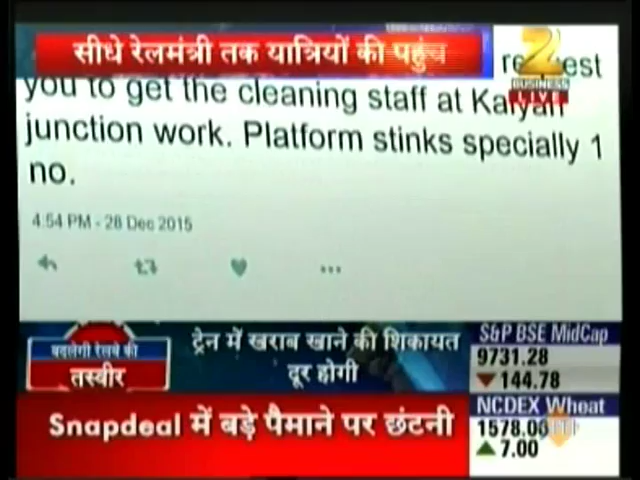 सीधे रेलमंत्री तक यात्रियों की पहुंच
Z
BUSINESS
LIVE
you to get the cleaning staff at Kalyan
junction work. Platform stinks specially 1
no.
4:54 PM - 28 Dec 2015
बदलेगी रेलवे की
तस्वीर
ट्रेन में खराब खाने की शिकायत
दूर होगी
S&P BSE MidCap
9731.28
144.78
Snapdeal में बड़े पैमाने पर छंटनी
NCDEX Wheat
1578.00
7.00